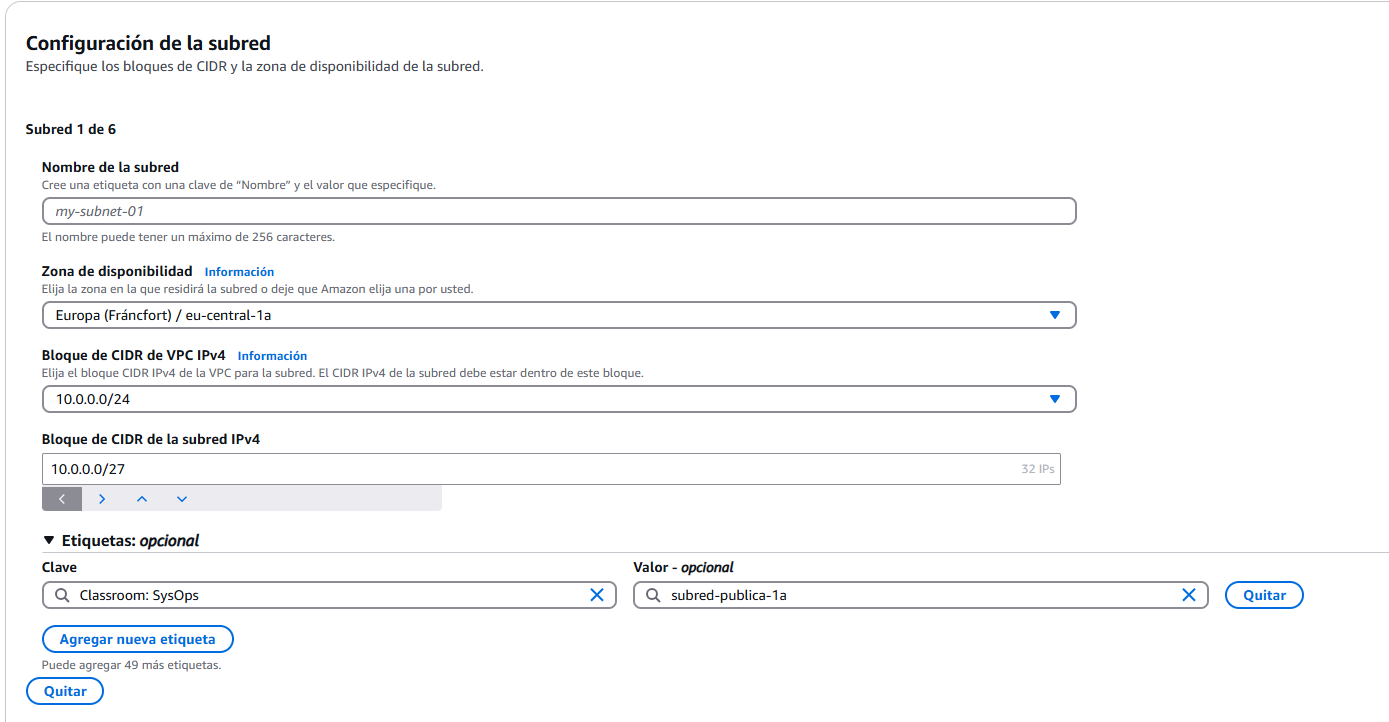 Configuración de la subred
Especifique los bloques de CIDR y la zona de disponibilidad de la subred.
Subred 1 de 6
Nombre de la subred
Cree una etiqueta con una clave de "Nombre" y el valor que especifique.
my-subnet-01
El nombre puede tener un máximo de 256 caracteres.
Zona de disponibilidad Información
Elija la zona en la que residirá la subred o deje que Amazon elija una por usted.
Europa (Fráncfort) / eu-central-1a
Bloque de CIDR de VPC IPv4 Información
Elija el bloque CIDR IPv4 de la VPC para la subred. El CIDR IPv4 de la subred debe estar dentro de este bloque.
10.0.0.0/24
Bloque de CIDR de la subred IPv4
10.0.0.0/27 32 IPs
Etiquetas: opcional
Clave Valor - opcional
Classroom: SysOps subred-publica-1a Quitar
Agregar nueva etiqueta
Puede agregar 49 más etiquetas.
Quitar